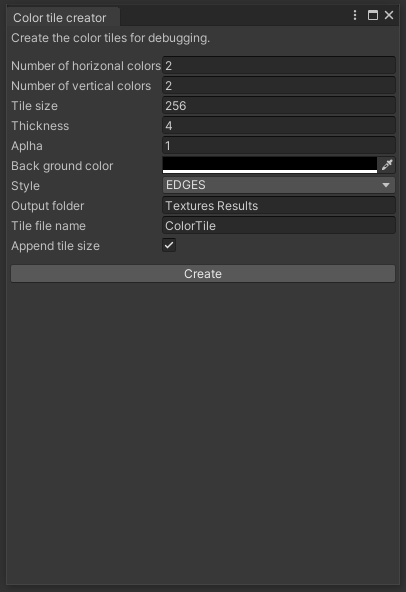 Color tile creator
Create the color tiles for debugging.
Number of horizonal colors 2
Number of vertical colors 2
Tile size 256
Thickness 4
Aplha 1
Back ground color
Style EDGES
Output folder Textures Results
Tile file name ColorTile
Append tile size
Create